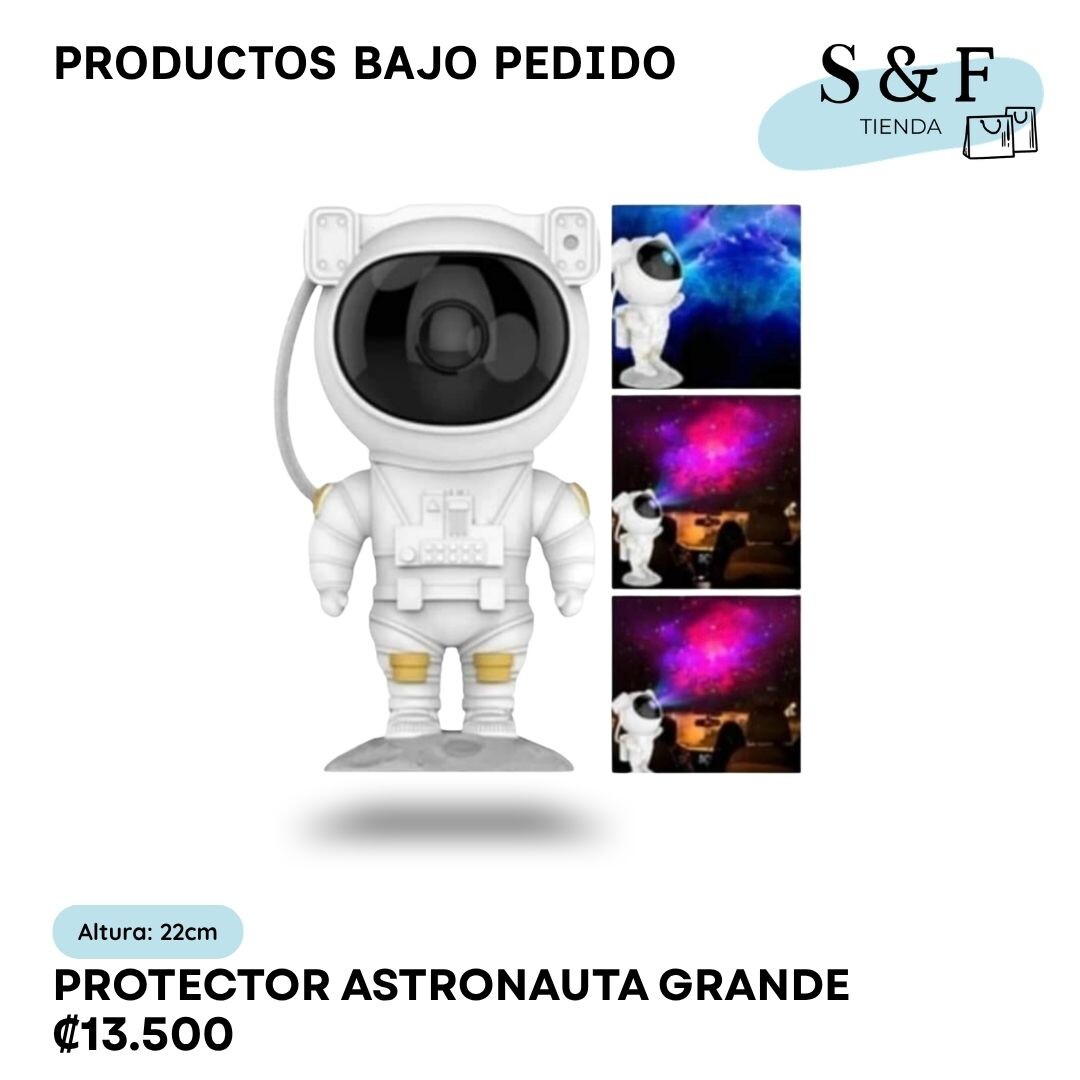 PRODUCTOS BAJO PEDIDO
S & F
TIENDA
Altura: 22cm
PROTECTOR ASTRONAUTA GRANDE
₡13.500